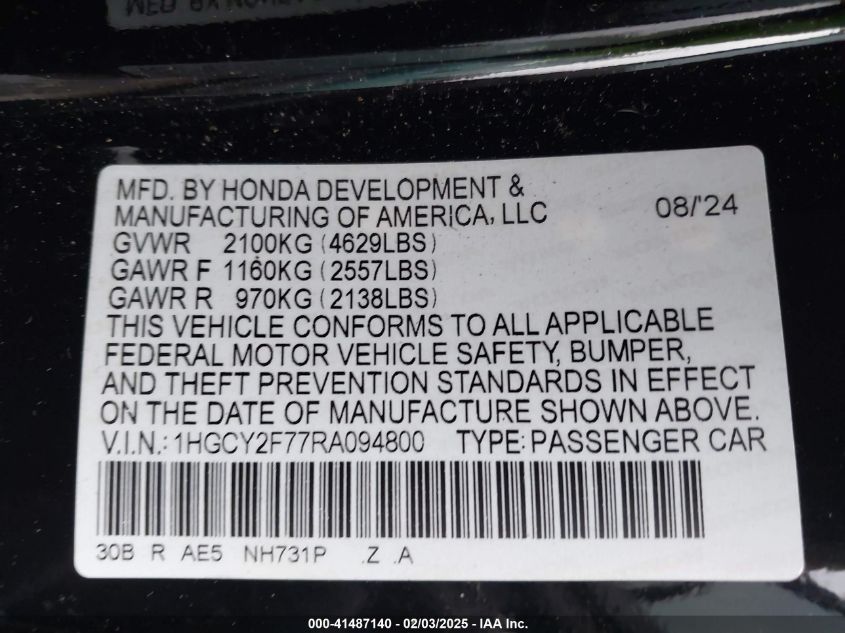 MFD. BY HONDA DEVELOPMENT &
MANUFACTURING OF AMERICA, LLC 08/'24
GVWR 2100KG (4629LBS)
GAWR F 1160KG (2557LBS)
GAWR R 970KG (2138LBS)
THIS VEHICLE CONFORMS TO ALL APPLICABLE
FEDERAL MOTOR VEHICLE SAFETY, BUMPER,
AND THEFT PREVENTION STANDARDS IN EFFECT
ON THE DATE OF MANUFACTURE SHOWN ABOVE.
V.I.N.: 1HGCY2F77RA094800 TYPE: PASSENGER CAR
30B R AE5 NH731P .Z .A
000-41487140 - 02/03/2025 - IAA Inc.